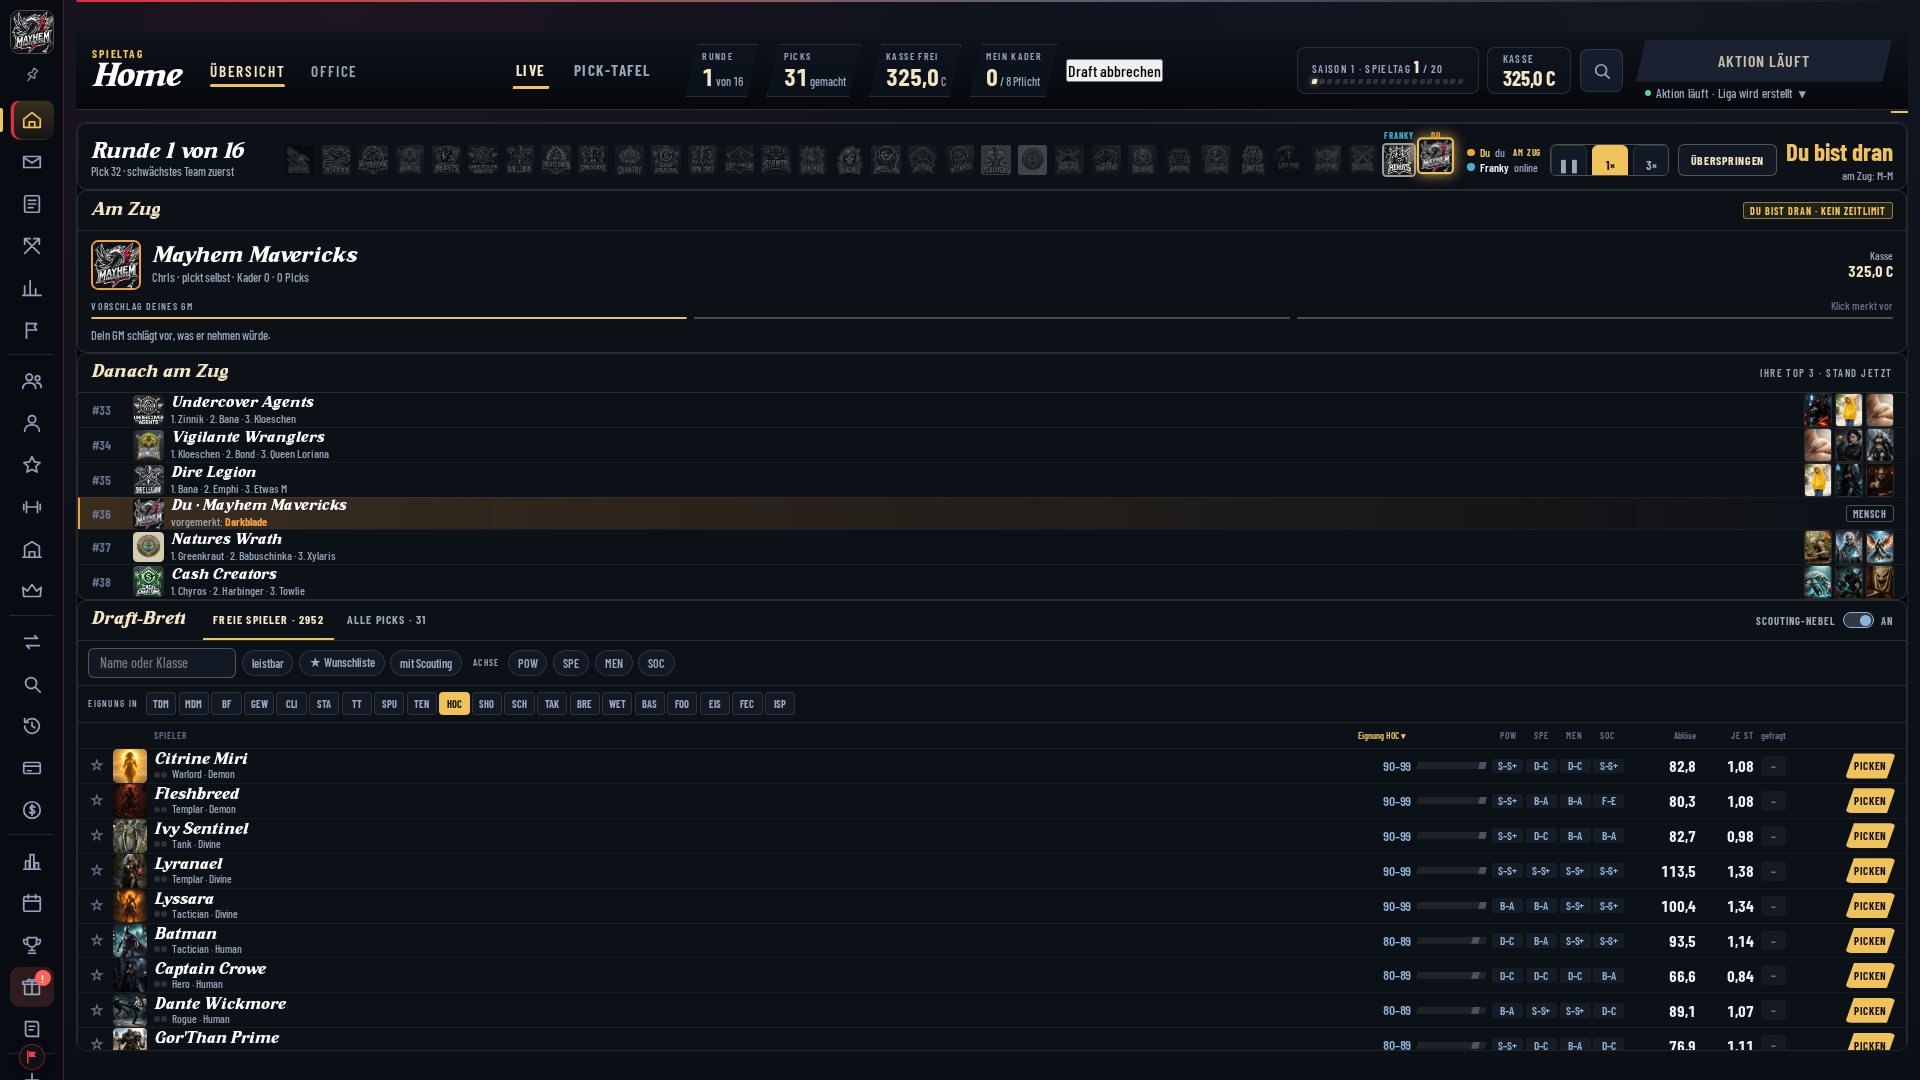 SPIELTAG
Home
ÜBERSICHT
OFFICE
LIVE
PICK-TAFEL
RUNDE
1 von 16
PICKS
31 gemacht
KASSE FREI
325,0 C
MEIN KADER
0 / 8 Pflicht
Draft abbrechen
SAISON 1 · SPIELTAG 1 / 20
KASSE
325,0 C
AKTION LÄUFT
Aktion läuft · Liga wird erstellt ▼
Runde 1 von 16
Pick 32 · schwächstes Team zuerst
FRANKY
DU
Du du AM ZUG
Franky online
1×
3×
ÜBERSPRINGEN
Du bist dran
am Zug: M-M
Am Zug
DU BIST DRAN · KEIN ZEITLIMIT
Mayhem Mavericks
Chris · pickt selbst · Kader 0 · 0 Picks
Kasse
325,0 C
VORSCHLAG DEINES GM
Klick merkt vor
Dein GM schlägt vor, was er nehmen würde.
Danach am Zug
IHRE TOP 3 · STAND JETZT
#33
Undercover Agents
1. Zinnik · 2. Bana · 3. Kloeschen
#34
Vigilante Wranglers
1. Kloeschen · 2. Bond · 3. Queen Loriana
#35
Dire Legion
1. Bana · 2. Emphi · 3. Etwas M
#36
Du · Mayhem Mavericks
vorgemerkt: Darkblade
MENSCH
#37
Natures Wrath
1. Greenkraut · 2. Babuschinka · 3. Xylaris
#38
Cash Creators
1. Chyros · 2. Harbinger · 3. Towlie
Draft-Brett
FREIE SPIELER · 2952
ALLE PICKS · 31
SCOUTING-NEBEL
AN
Name oder Klasse
leistbar
★ Wunschliste
mit Scouting
ACHSE
POW
SPE
MEN
SOC
EIGNUNG IN
TDM
MDM
BF
GEW
CLI
STA
TT
SPU
TEN
HOC
SHO
SCH
TAK
BRE
WET
BAS
FOO
EIS
FEC
ISP
SPIELER
Eignung HOC ▾
POW
SPE
MEN
SOC
Ablöse
JE ST
gefragt
Citrine Miri
Warlord · Demon
90–99
S–S+
D–C
D–C
S–S+
82,8
1,08
–
PICKEN
Fleshbreed
Templar · Demon
90–99
S–S+
B–A
B–A
F–E
80,3
1,08
–
PICKEN
Ivy Sentinel
Tank · Divine
90–99
S–S+
D–C
B–A
B–A
82,7
0,98
–
PICKEN
Lyranael
Templar · Divine
90–99
S–S+
S–S+
S–S+
S–S+
113,5
1,38
–
PICKEN
Lyssara
Tactician · Divine
90–99
B–A
B–A
S–S+
S–S+
100,4
1,34
–
PICKEN
Batman
Tactician · Human
80–89
D–C
B–A
S–S+
S–S+
93,5
1,14
–
PICKEN
Captain Crowe
Hero · Human
80–89
D–C
D–C
D–C
B–A
66,6
0,84
–
PICKEN
Dante Wickmore
Rogue · Human
80–89
B–A
S–S+
S–S+
D–C
89,1
1,07
–
PICKEN
Gor'Than Prime
80–89
S–S+
D–C
B–A
D–C
76,9
1,11
–
PICKEN